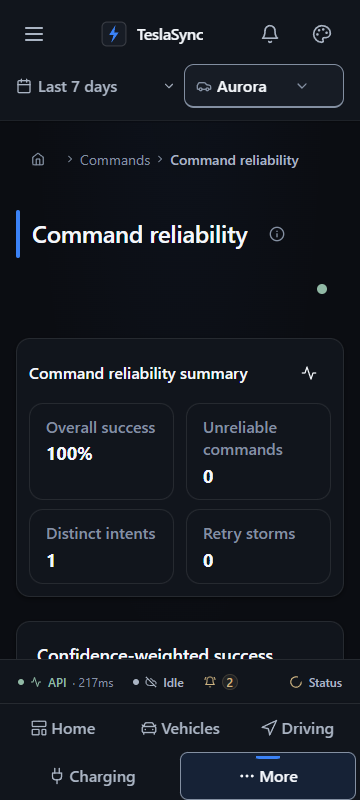 TeslaSync
Last 7 days
Aurora
Commands
Command reliability
Command reliability
Command reliability summary
Overall success
100%
Unreliable
commands
0
Distinct intents
1
Retry storms
0
Confidence-weighted success
API · 217ms
Idle
2
Status
Home
Vehicles
Driving
Charging
More